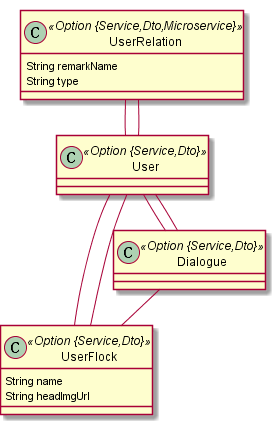 C «Option {Service,Dto,Microservice}»
UserRelation
String remarkName
String type
C «Option {Service,Dto}»
User
C «Option {Service,Dto}»
Dialogue
C «Option {Service,Dto}»
UserFlock
String name
String headImgUrl